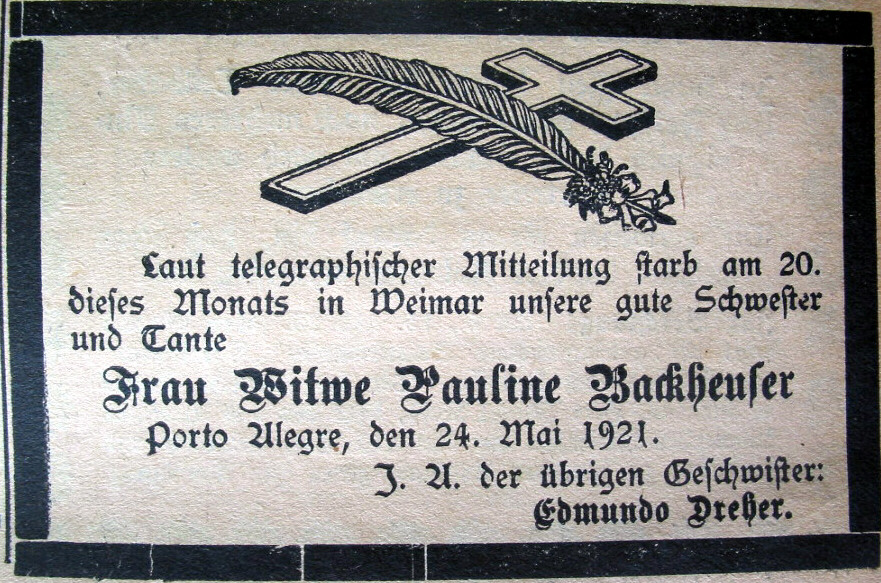 Laut telegraphischer Mitteilung starb am 20.
dieses Monats in Weimar unsere gute Schwester
und Tante
Frau Witwe Pauline Backheuser
Porto Alegre, den 24. Mai 1921.
J. A. der übrigen Geschwister:
Edmundo Dreher.